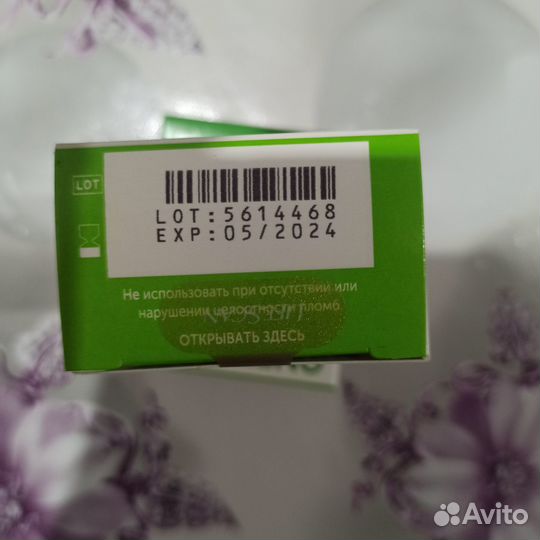 LOT
LOT:5614468
EXP:05/2024
Не использовать при отсутствии или
нарушении целостности пломб
ОТКРЫВАТЬ ЗДЕСЬ
Avito